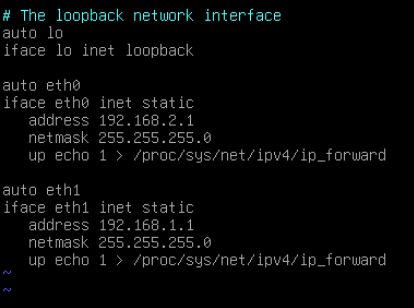 # The loopback network interface
auto lo
iface lo inet loopback

auto eth0
iface eth0 inet static
   address 192.168.2.1
   netmask 255.255.255.0
   up echo 1 > /proc/sys/net/ipv4/ip_forward

auto eth1
iface eth1 inet static
   address 192.168.1.1
   netmask 255.255.255.0
   up echo 1 > /proc/sys/net/ipv4/ip_forward
~
~